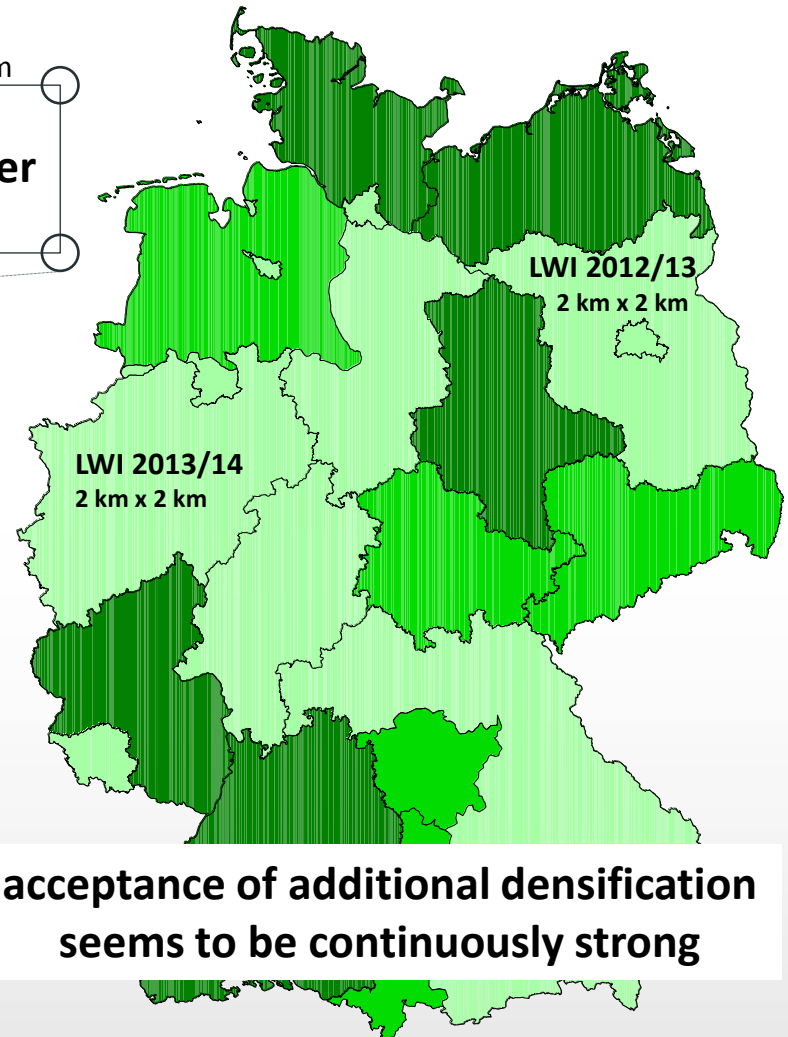 m
er
LWI 2012/13
2 km x 2 km
LWI 2013/14
2 km x 2 km
acceptance of additional densification
seems to be continuously strong